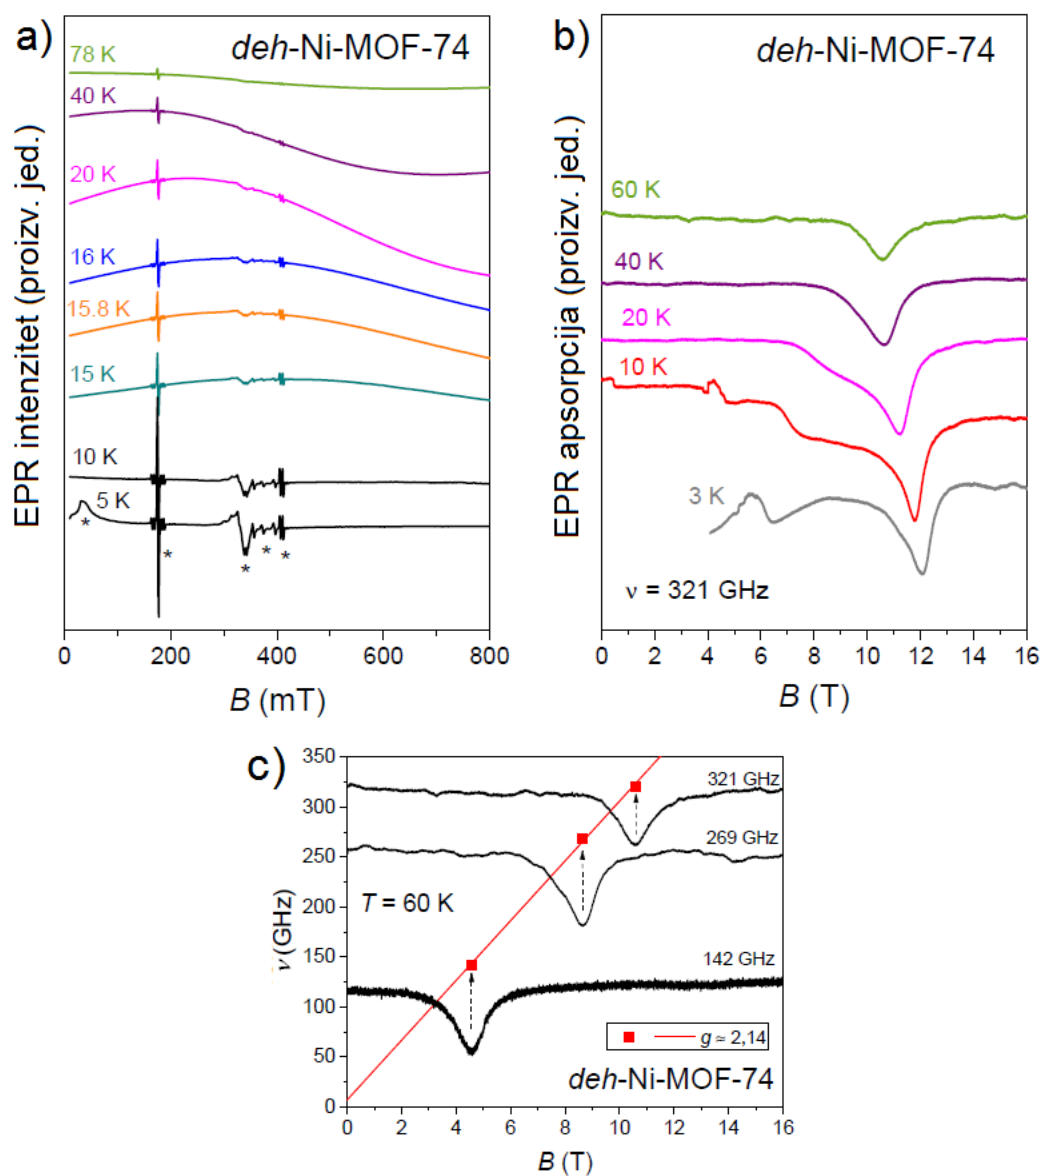 a)
deh-Ni-MOF-74
78 K
40 K
20 K
16 K
15.8 K
15 K
10 K
5 K
*
*
*
*
*
EPR intenzitet (proizv. jed.)
0 200 400 600 800
B (mT)
b)
deh-Ni-MOF-74
60 K
40 K
20 K
10 K
3 K
ν = 321 GHz
EPR apsorpcija (proizv. jed.)
0 2 4 6 8 10 12 14 16
B (T)
c)
350
300
250
200
150
100
50
0
ν (GHz)
321 GHz
269 GHz
T = 60 K
142 GHz
g ≃ 2,14
deh-Ni-MOF-74
0 2 4 6 8 10 12 14 16
B (T)